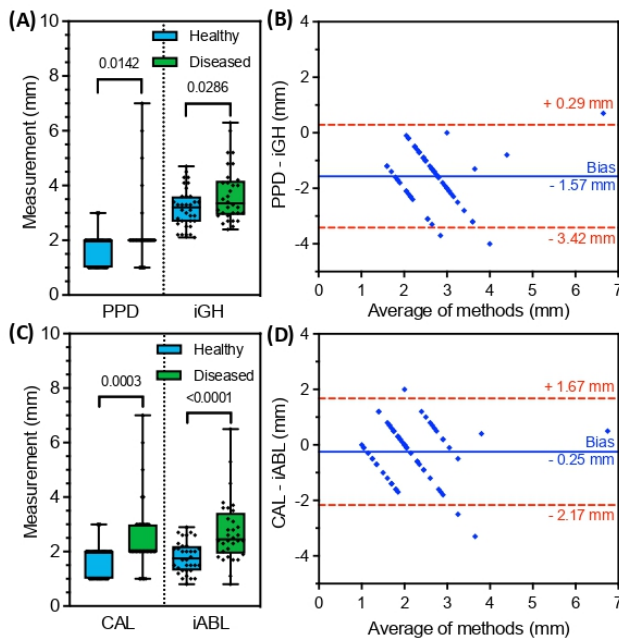 (A)
10
8
6
4
2
0
Measurement (mm)
Healthy
Diseased
0.0142
0.0286
PPD
iGH
(B)
4
2
0
-2
-4
-6
PPD - iGH (mm)
+ 0.29 mm
Bias
- 1.57 mm
- 3.42 mm
0 1 2 3 4 5 6 7
Average of methods (mm)
(C)
10
8
6
4
2
0
Measurement (mm)
Healthy
Diseased
0.0003
<0.0001
CAL
iABL
(D)
4
2
0
-2
-4
-6
CAL - iABL (mm)
+ 1.67 mm
Bias
- 0.25 mm
- 2.17 mm
0 1 2 3 4 5 6 7
Average of methods (mm)